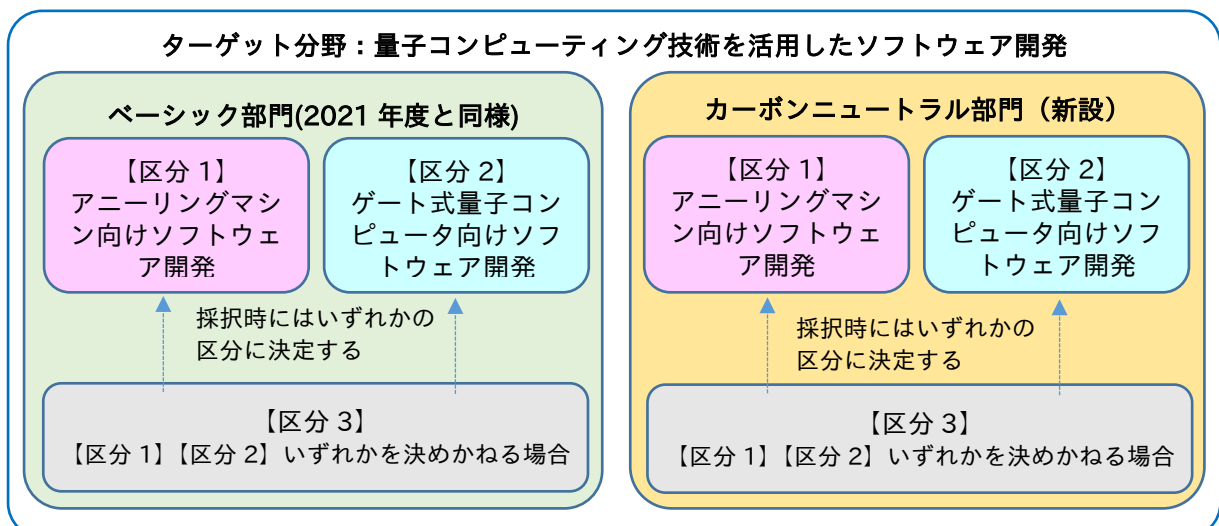 ターゲット分野：量子コンピューティング技術を活用したソフトウェア開発
ベーシック部門(2021 年度と同様)
【区分 1】
アニーリングマシ
ン向けソフトウェ
ア開発
【区分 2】
ゲート式量子コン
ピュータ向けソフ
トウェア開発
採択時にはいずれかの
区分に決定する
【区分 3】
【区分 1】【区分 2】いずれかを決めかねる場合
カーボンニュートラル部門（新設）
【区分 1】
アニーリングマシ
ン向けソフトウェ
ア開発
【区分 2】
ゲート式量子コン
ピュータ向けソフ
トウェア開発
採択時にはいずれかの
区分に決定する
【区分 3】
【区分 1】【区分 2】いずれかを決めかねる場合